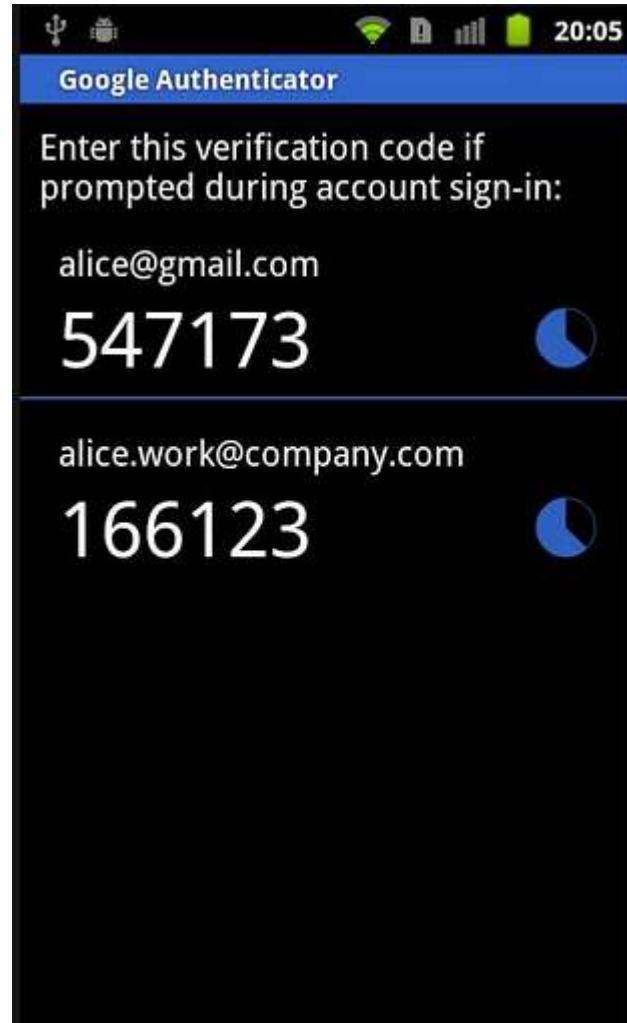 20:05
Google Authenticator
Enter this verification code if
prompted during account sign-in:
alice@gmail.com
547173
alice.work@company.com
166123